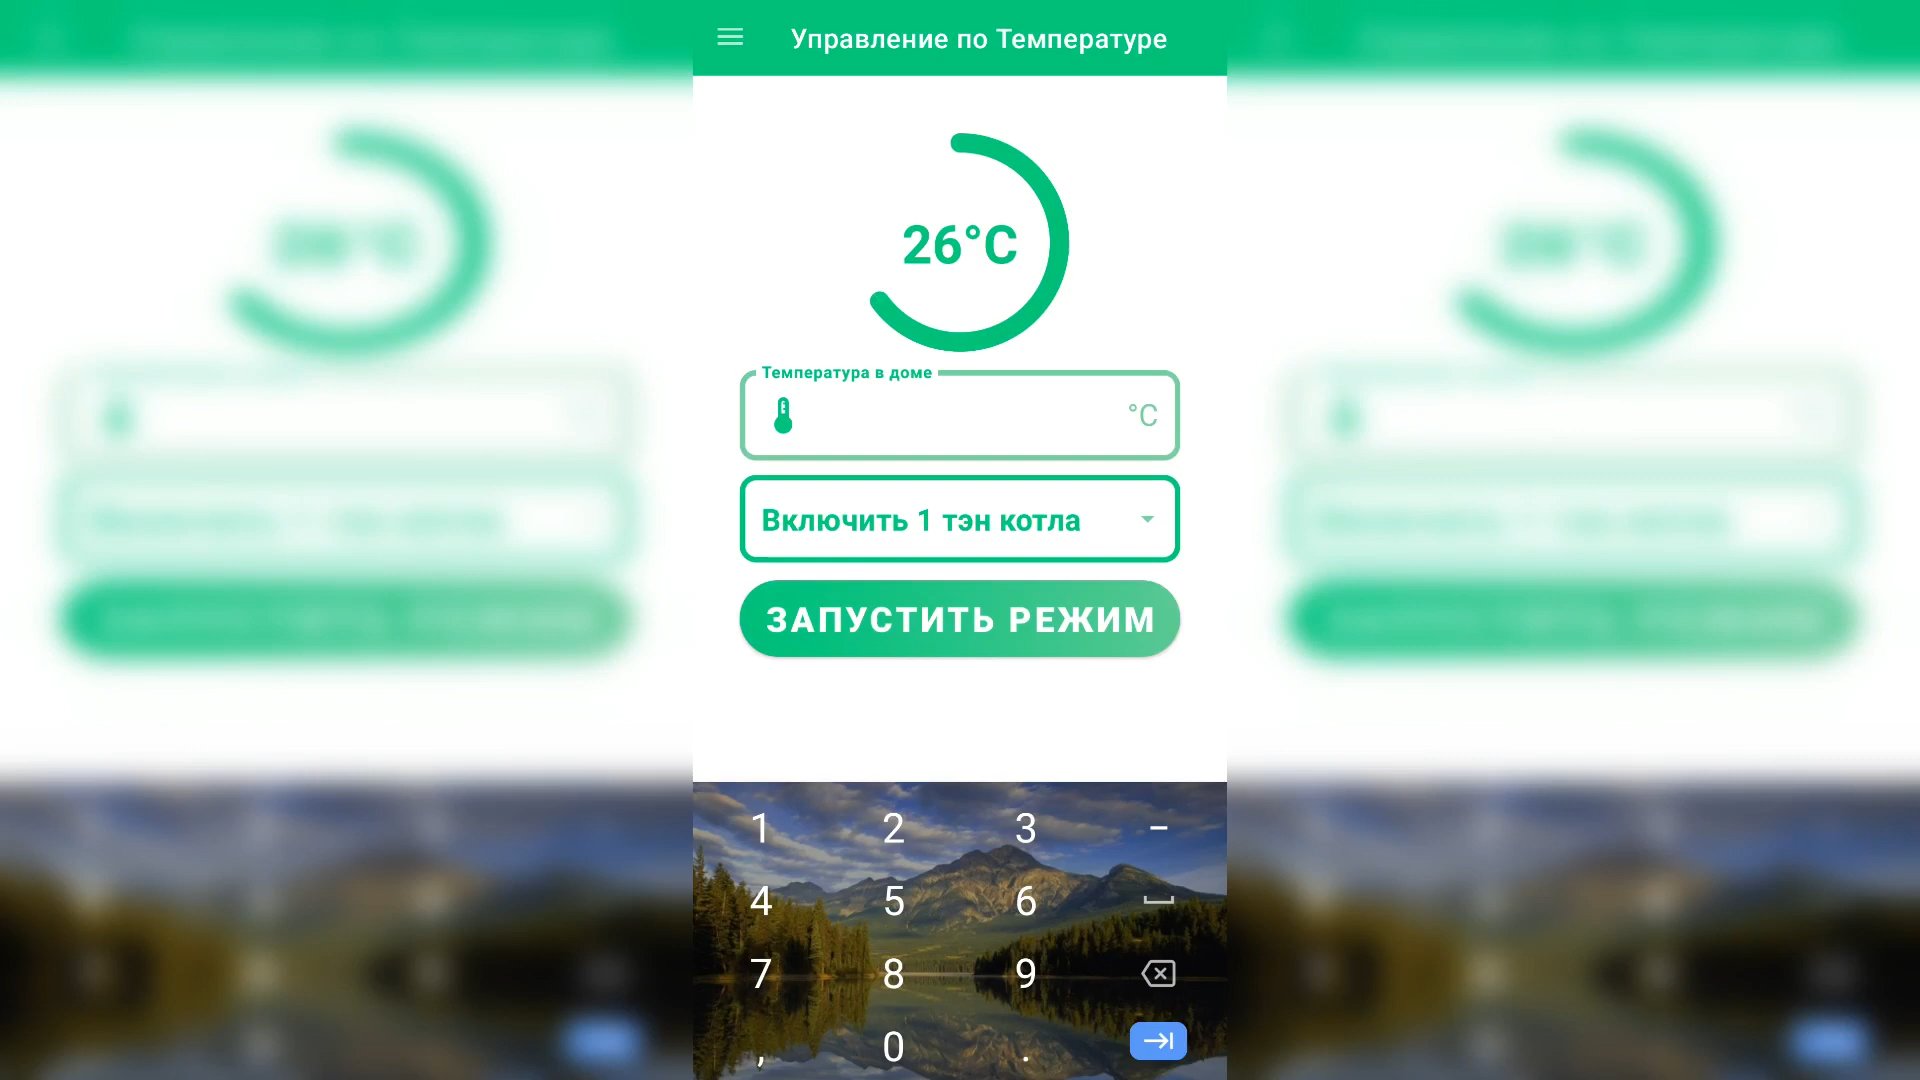 Управление по Температуре
26°C
Температура в доме
°C
Включить 1 тэн котла
ЗАПУСТИТЬ РЕЖИМ
1 2 3 –
4 5 6
7 8 9
, 0 .